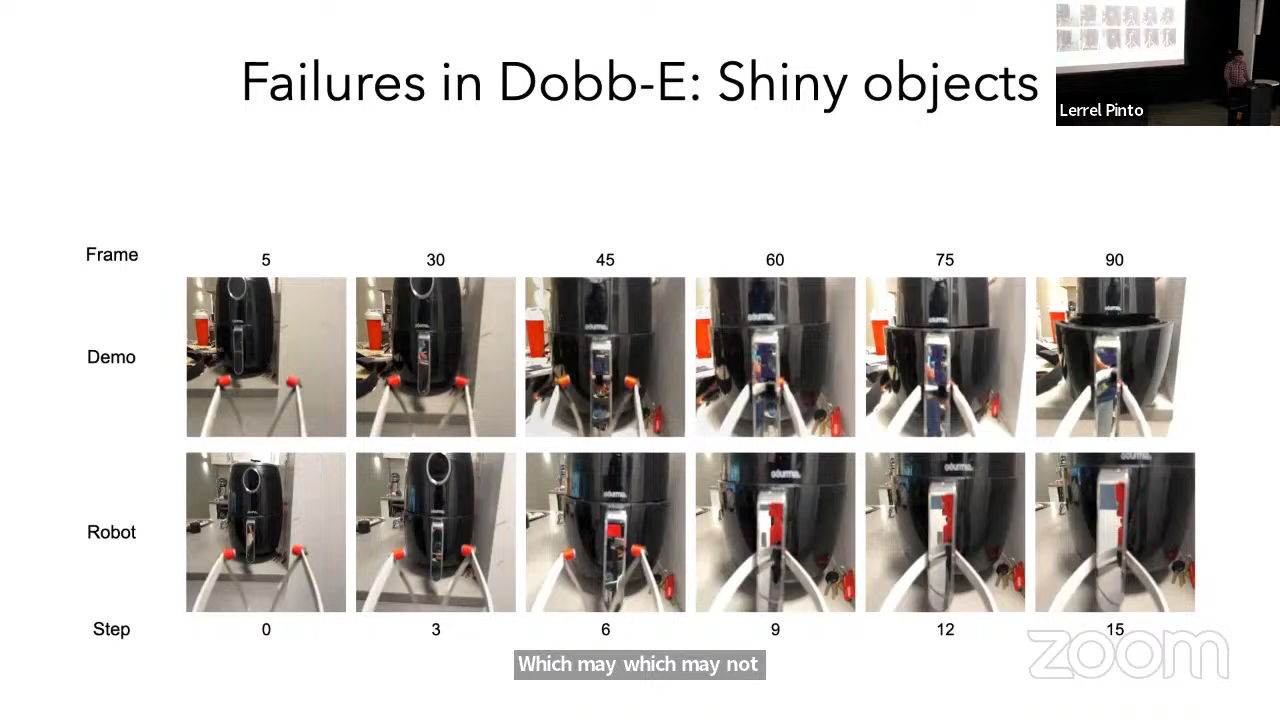 Failures in Dobb-E: Shiny objects
Lerrel Pinto
Frame 5 30 45 60 75 90
Demo
Robot
Step 0 3 6 9 12 15
Which may which may not
zoom